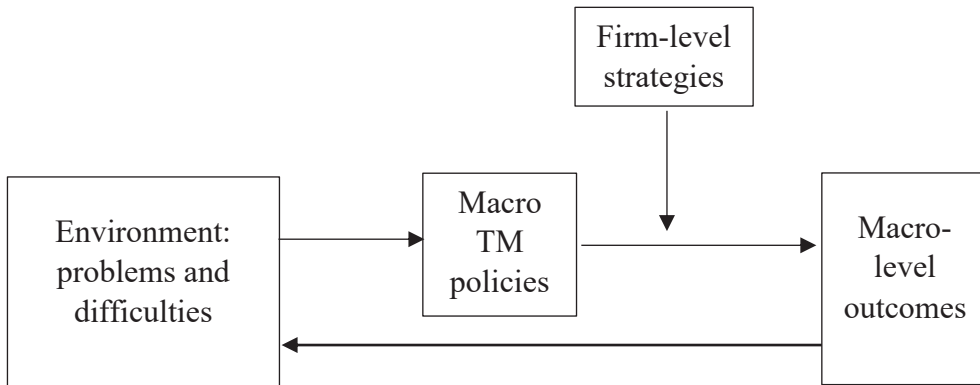 Firm-level
strategies
Environment:
problems and
difficulties
Macro
TM
policies
Macro-
level
outcomes